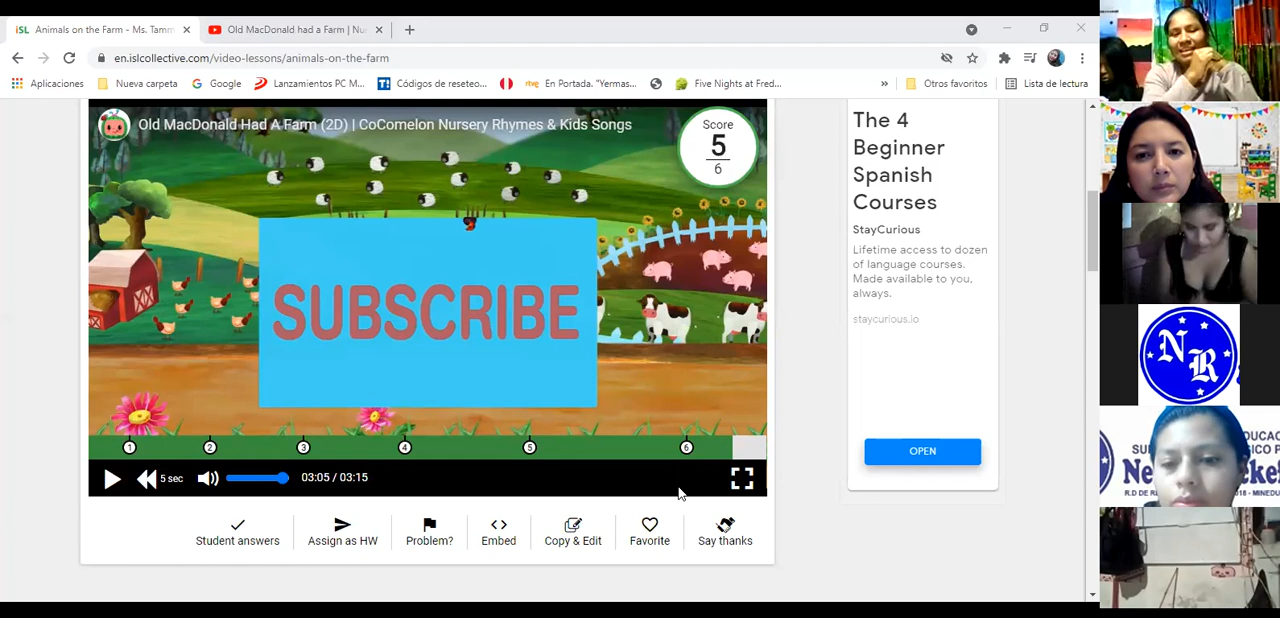 iSL Animals on the Farm - Ms. Tamm
Old MacDonald had a Farm | Nu
en.islcollective.com/video-lessons/animals-on-the-farm
Aplicaciones
Nueva carpeta
Google
Lanzamientos PC M...
Códigos secreto...
rtve En Portada. "Yermas...
Five Nights at Fred...
»
Otros favoritos
Lista de lectura
Old MacDonald Had A Farm (2D) | CoComelon Nursery Rhymes & Kids Songs
Score
5
6
SUBSCRIBE
1 2 3 4 5 6
5 sec
03:05 / 03:15
Student answers
Assign as HW
Problem?
Embed
Copy & Edit
Favorite
Say thanks
The 4
Beginner
Spanish
Courses
StayCurious
Lifetime access to dozen
of language courses.
Made available to you,
always.
staycurious.io
OPEN
N R